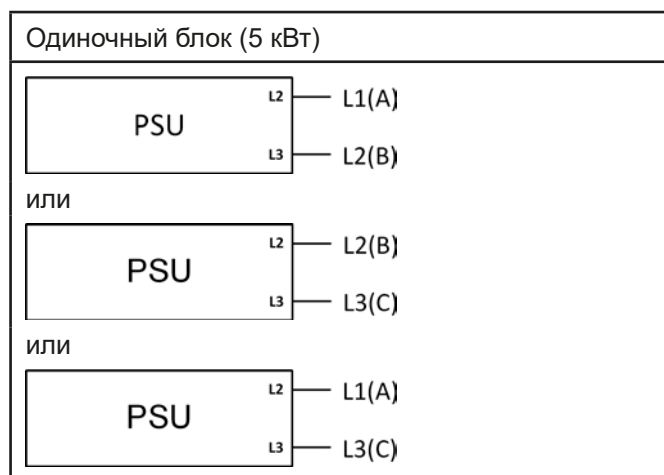 Одиночный блок (5 кВт)
L2 L1(A)
PSU
L3 L2(B)
или
L2 L2(B)
PSU
L3 L3(C)
или
L2 L1(A)
PSU
L3 L3(C)